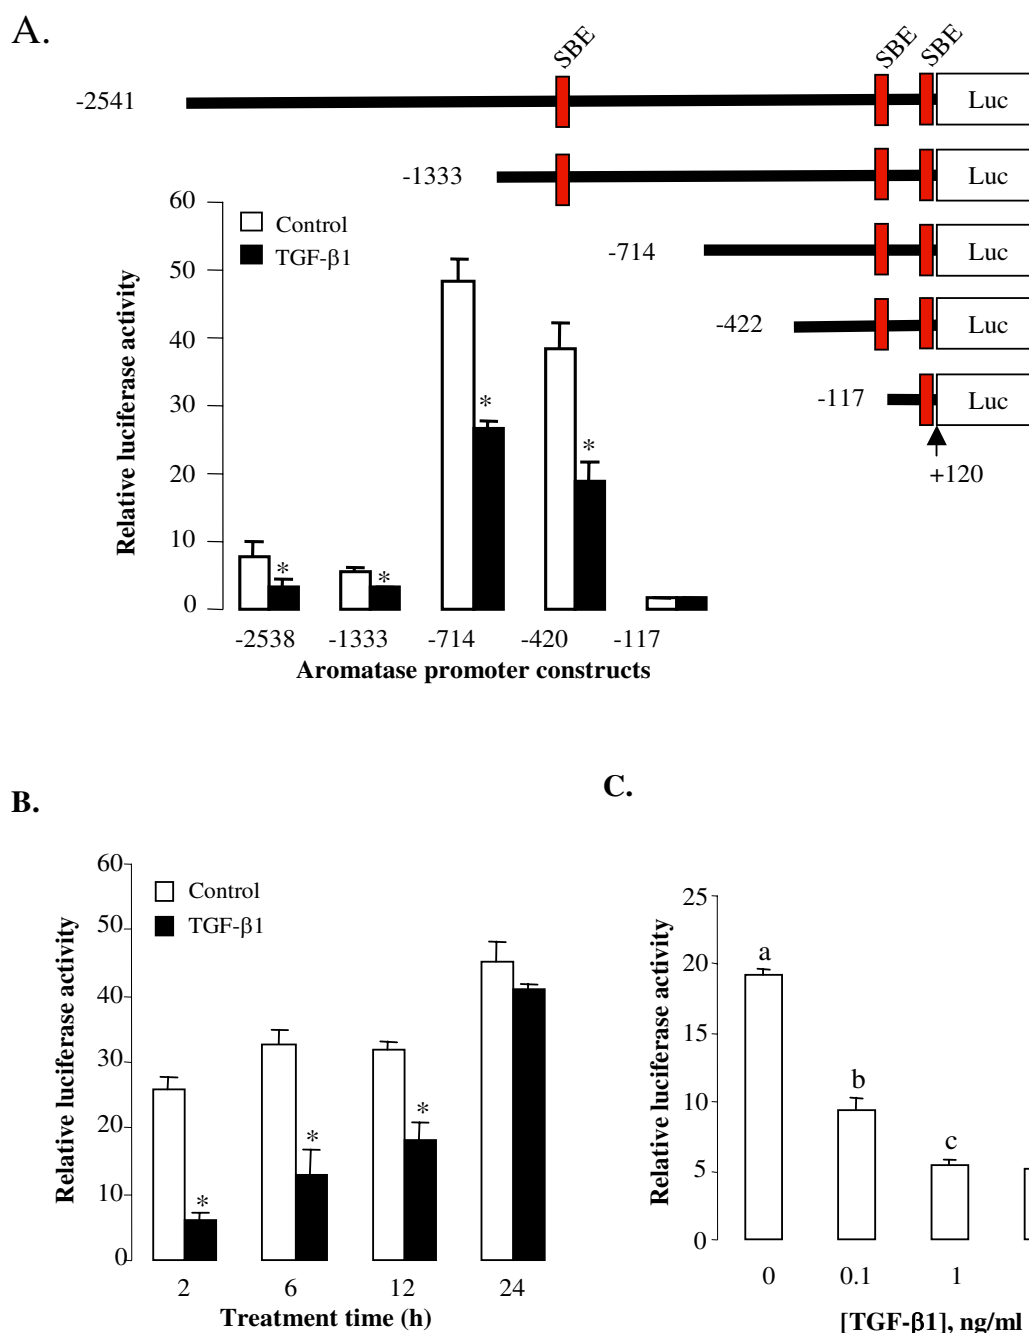 A.
SBE SBE SBE
-2541 Luc
-1333 Luc
-714 Luc
-422 Luc
-117 Luc
+120
60
50
40
30
20
10
0
Relative luciferase activity
Control
TGF-β1
*
*
*
*
-2538 -1333 -714 -420 -117
Aromatase promoter constructs
B.
60
50
40
30
20
10
0
Relative luciferase activity
Control
TGF-β1
*
*
*
2 6 12 24
Treatment time (h)
C.
25
20
15
10
5
0
Relative luciferase activity
a
b
c
0 0.1 1
[TGF-β1], ng/ml